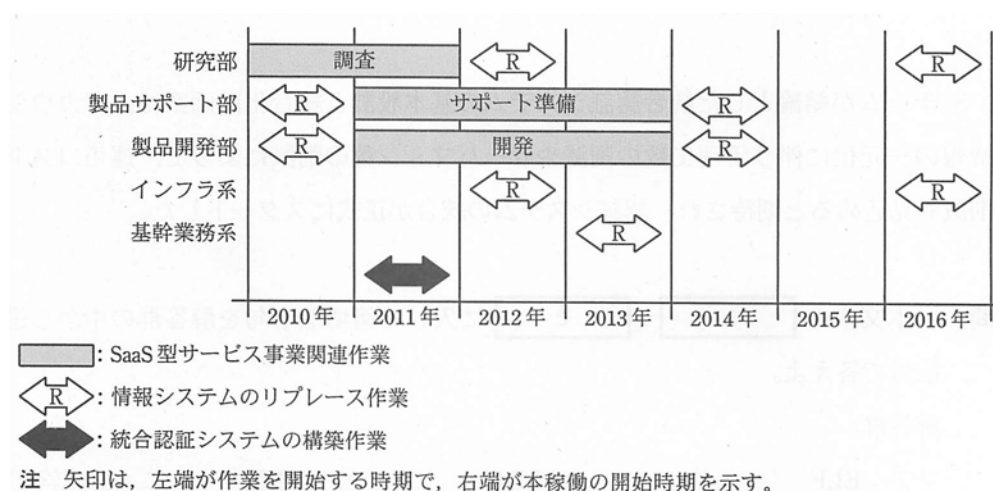 研究部
調査
R
R
製品サポート部
R
サポート準備
R
製品開発部
R
開発
R
インフラ系
R
R
基幹業務系
R
2010年 2011年 2012年 2013年 2014年 2015年 2016年
:SaaS型サービス事業関連作業
R :情報システムのリプレース作業
:統合認証システムの構築作業
注 矢印は，左端が作業を開始する時期で，右端が本稼働の開始時期を示す。